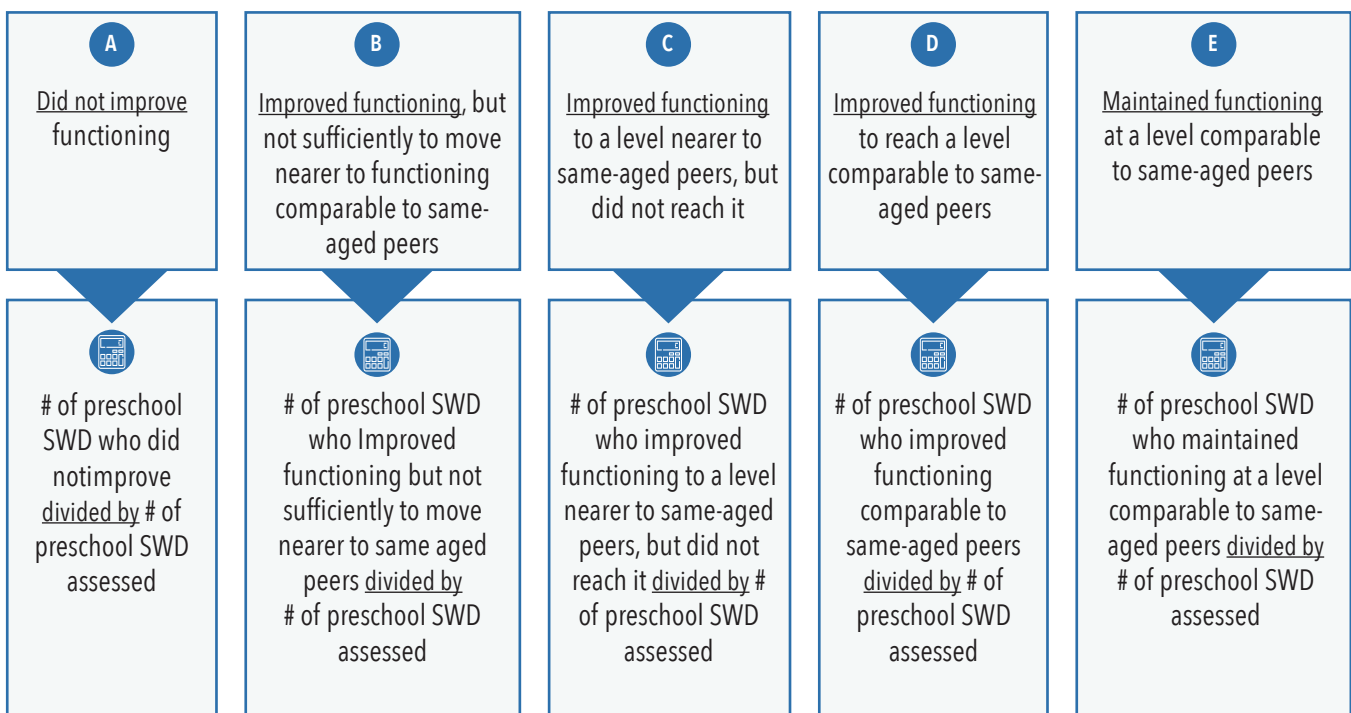 A
Did not improve
functioning
B
Improved functioning, but
not sufficiently to move
nearer to functioning
comparable to same-
aged peers
C
Improved functioning
to a level nearer to
same-aged peers, but
did not reach it
D
Improved functioning
to reach a level
comparable to same-
aged peers
E
Maintained functioning
at a level comparable
to same-aged peers
# of preschool
SWD who did
notimprove
divided by # of
preschool SWD
assessed
# of preschool SWD
who Improved
functioning but not
sufficiently to move
nearer to same aged
peers divided by
# of preschool SWD
assessed
# of preschool SWD
who improved
functioning to a level
nearer to same-aged
peers, but did not
reach it divided by #
of preschool SWD
assessed
# of preschool SWD
who improved
functioning
comparable to
same-aged peers
divided by # of
preschool SWD
assessed
# of preschool SWD
who maintained
functioning at a level
comparable to same-
aged peers divided by
# of preschool SWD
assessed